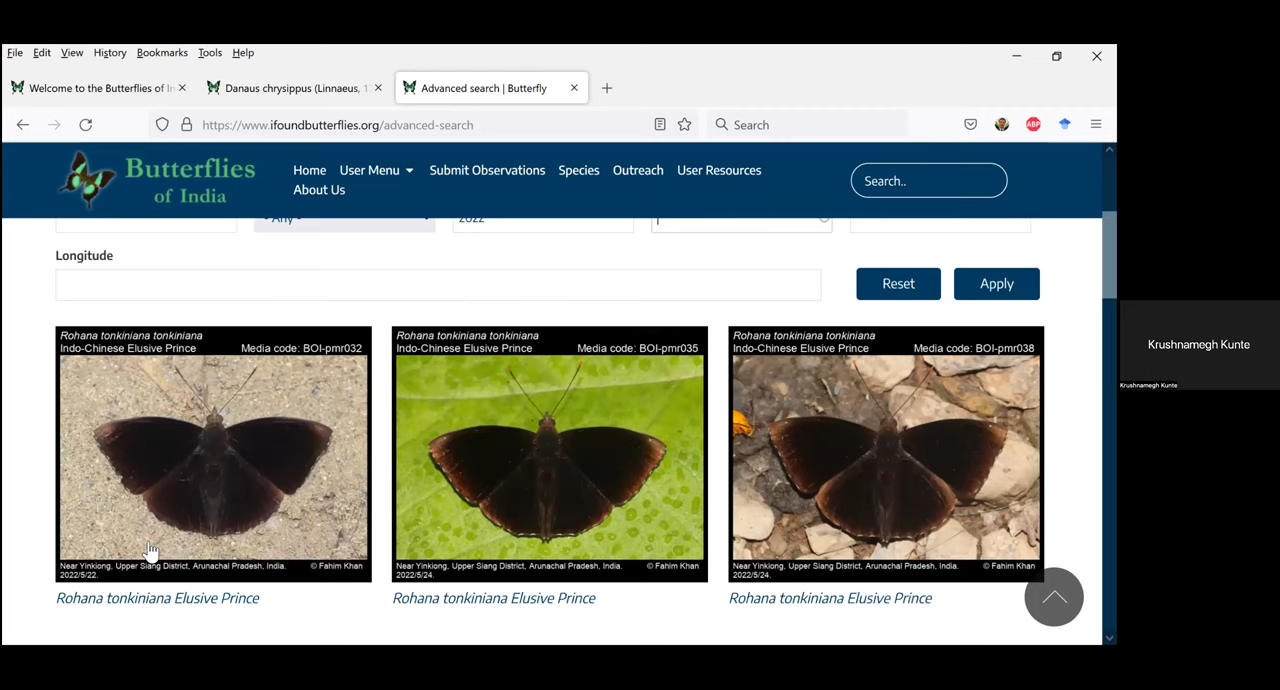 File Edit View History Bookmarks Tools Help
Welcome to the Butterflies of In
Danaus chrysippus (Linnaeus, 1
Advanced search | Butterfly
https://www.ifoundbutterflies.org/advanced-search
Search
ABP
Butterflies of India
Home User Menu Submit Observations Species Outreach User Resources
About Us
Search..
- Any -
2022
Longitude
Reset Apply
Rohana tonkiniana tonkiniana
Indo-Chinese Elusive Prince Media code: BOI-pmr032
Near Yinkiong, Upper Siang District, Arunachal Pradesh, India. © Fahim Khan
2022/5/22.
Rohana tonkiniana Elusive Prince
Rohana tonkiniana tonkiniana
Indo-Chinese Elusive Prince Media code: BOI-pmr035
Near Yinkiong, Upper Siang District, Arunachal Pradesh, India. © Fahim Khan
2022/5/24.
Rohana tonkiniana Elusive Prince
Rohana tonkiniana tonkiniana
Indo-Chinese Elusive Prince Media code: BOI-pmr038
Near Yinkiong, Upper Siang District, Arunachal Pradesh, India. © Fahim Khan
2022/5/24.
Rohana tonkiniana Elusive Prince
Krushnamegh Kunte
Krushnamegh Kunte